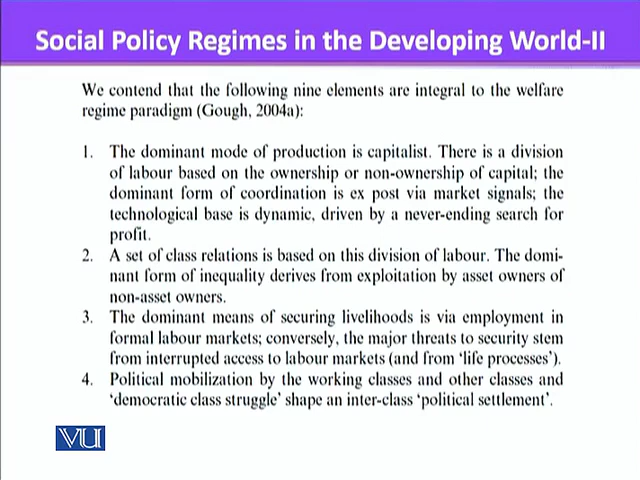 Social Policy Regimes in the Developing World-II
We contend that the following nine elements are integral to the welfare
regime paradigm (Gough, 2004a):
1. The dominant mode of production is capitalist. There is a division
of labour based on the ownership or non-ownership of capital; the
dominant form of coordination is ex post via market signals; the
technological base is dynamic, driven by a never-ending search for
profit.
2. A set of class relations is based on this division of labour. The domi-
nant form of inequality derives from exploitation by asset owners of
non-asset owners.
3. The dominant means of securing livelihoods is via employment in
formal labour markets; conversely, the major threats to security stem
from interrupted access to labour markets (and from ‘life processes’).
4. Political mobilization by the working classes and other classes and
‘democratic class struggle’ shape an inter-class ‘political settlement’.
VU